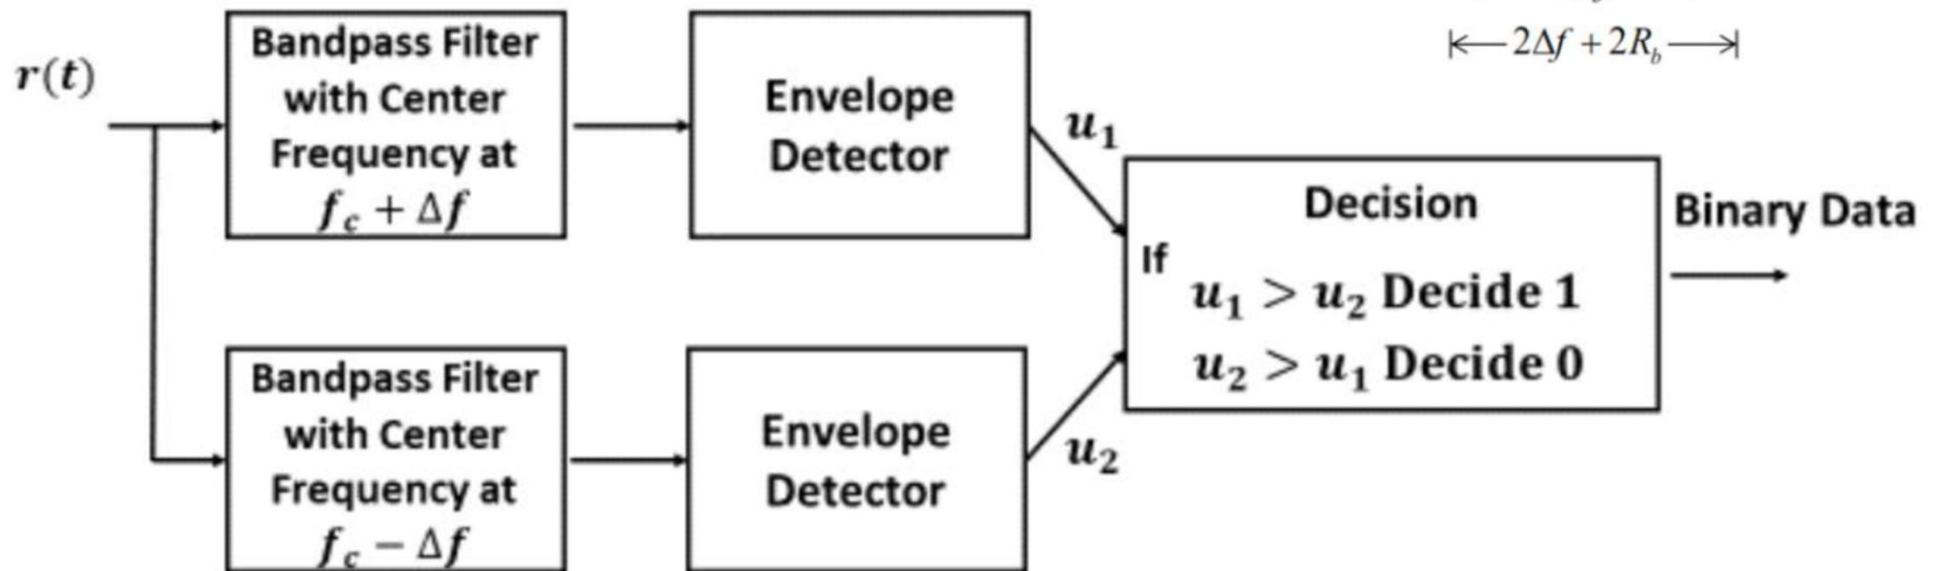 r(t)
Bandpass Filter
with Center
Frequency at
f_c + Δf
Envelope
Detector
u_1
|←2Δf + 2R_b→|
Decision
If
u_1 > u_2 Decide 1
u_2 > u_1 Decide 0
Binary Data
Bandpass Filter
with Center
Frequency at
f_c − Δf
Envelope
Detector
u_2